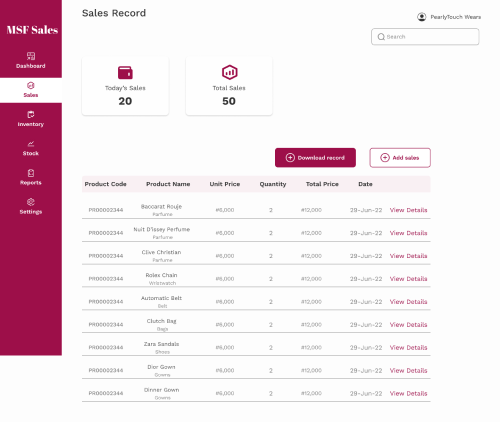 Sales Record
PearlyTouch Wears
MSF Sales
Search
Dashboard
Sales
Inventory
Stock
Reports
Settings
Today's Sales
20
Total Sales
50
Download record
Add sales
Product Code Product Name Unit Price Quantity Total Price Date
PR00002344 Baccarat Rouje Parfume ₦6,000 2 ₦12,000 29-Jun-22 View Details
PR00002344 Nuit D'issey Perfume Parfume ₦6,000 2 ₦12,000 29-Jun-22 View Details
PR00002344 Clive Christian Parfume ₦6,000 2 ₦12,000 29-Jun-22 View Details
PR00002344 Rolex Chain Wristwatch ₦6,000 2 ₦12,000 29-Jun-22 View Details
PR00002344 Automatic Belt Belt ₦6,000 2 ₦12,000 29-Jun-22 View Details
PR00002344 Clutch Bag Bags ₦6,000 2 ₦12,000 29-Jun-22 View Details
PR00002344 Zara Sandals Shoes ₦6,000 2 ₦12,000 29-Jun-22 View Details
PR00002344 Dior Gown Gowns ₦6,000 2 ₦12,000 29-Jun-22 View Details
PR00002344 Dinner Gown Gowns ₦6,000 2 ₦12,000 29-Jun-22 View Details